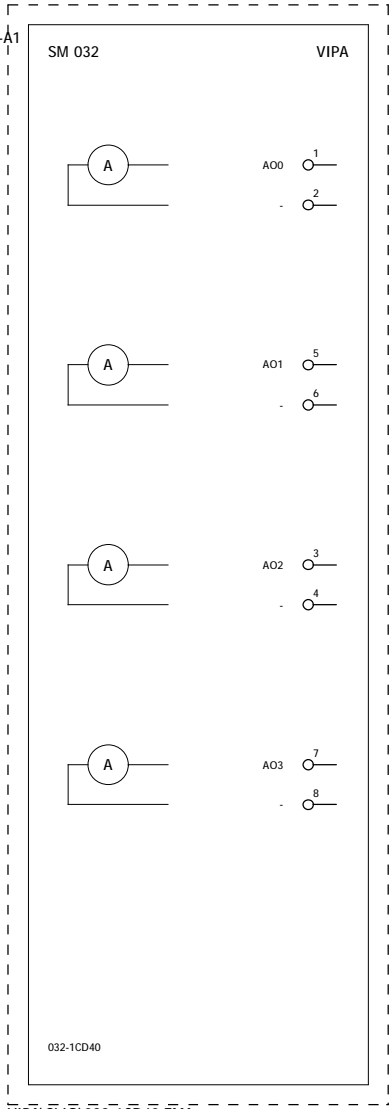 -A1
SM 032 VIPA
A AO0 1
- 2
A AO1 5
- 6
A AO2 3
- 4
A AO3 7
- 8
032-1CD40